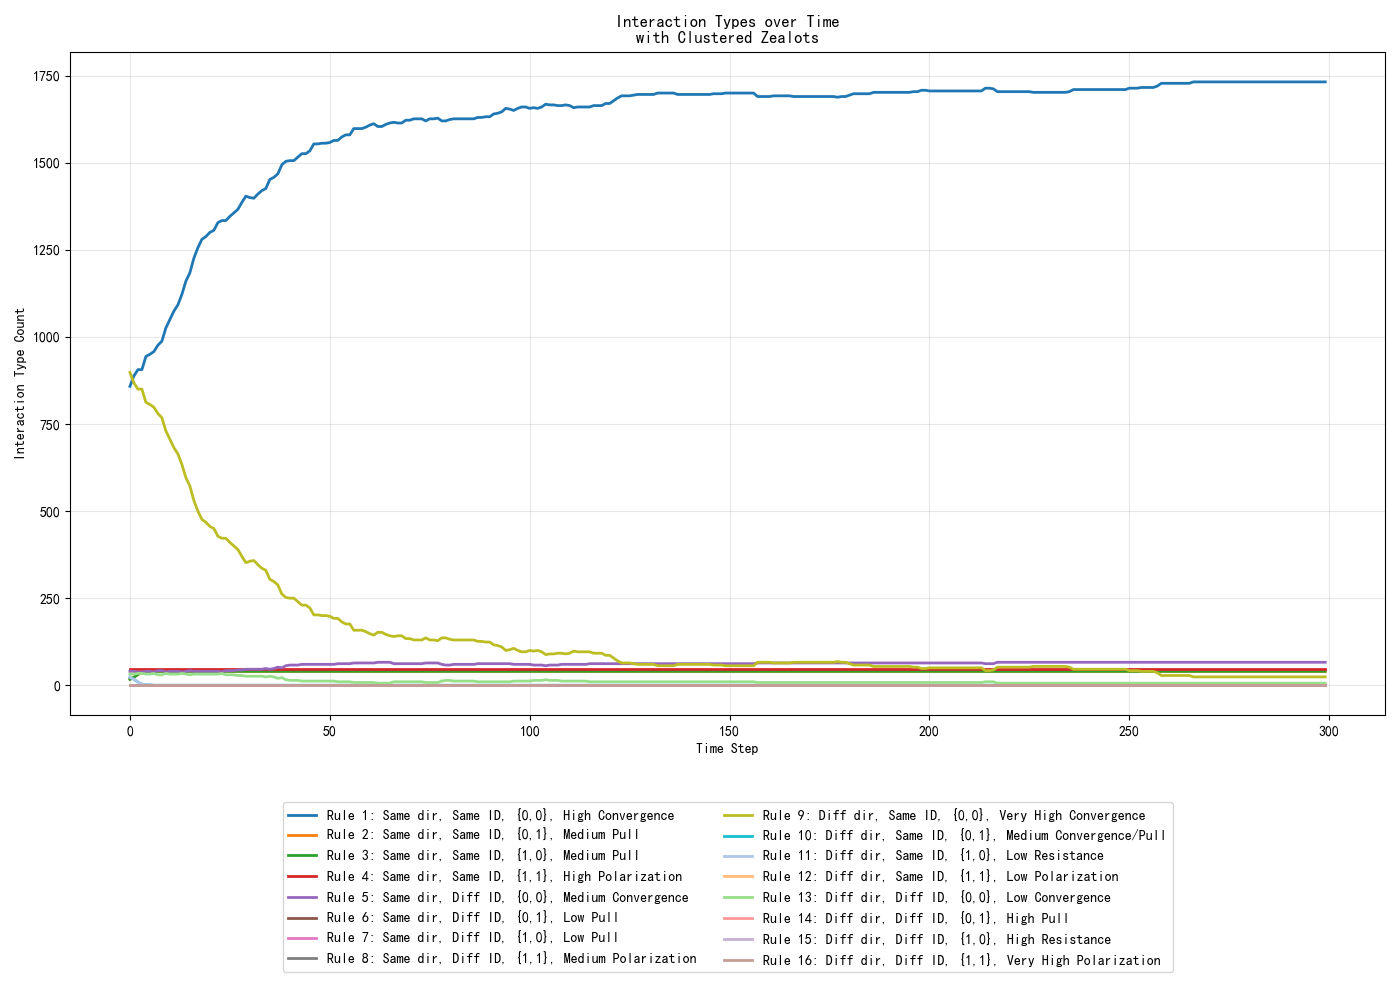 Interaction Types over Time
with Clustered Zealots
Interaction Type Count
1750
1500
1250
1000
750
500
250
0
0
50
100
150
200
250
300
Time Step
Rule 1: Same dir, Same ID, {0,0}, High Convergence
Rule 2: Same dir, Same ID, {0,1}, Medium Pull
Rule 3: Same dir, Same ID, {1,0}, Medium Pull
Rule 4: Same dir, Same ID, {1,1}, High Polarization
Rule 5: Same dir, Diff ID, {0,0}, Medium Convergence
Rule 6: Same dir, Diff ID, {0,1}, Low Pull
Rule 7: Same dir, Diff ID, {1,0}, Low Pull
Rule 8: Same dir, Diff ID, {1,1}, Medium Polarization
Rule 9: Diff dir, Same ID, {0,0}, Very High Convergence
Rule 10: Diff dir, Same ID, {0,1}, Medium Convergence/Pull
Rule 11: Diff dir, Same ID, {1,0}, Low Resistance
Rule 12: Diff dir, Same ID, {1,1}, Low Polarization
Rule 13: Diff dir, Diff ID, {0,0}, Low Convergence
Rule 14: Diff dir, Diff ID, {0,1}, High Pull
Rule 15: Diff dir, Diff ID, {1,0}, High Resistance
Rule 16: Diff dir, Diff ID, {1,1}, Very High Polarization